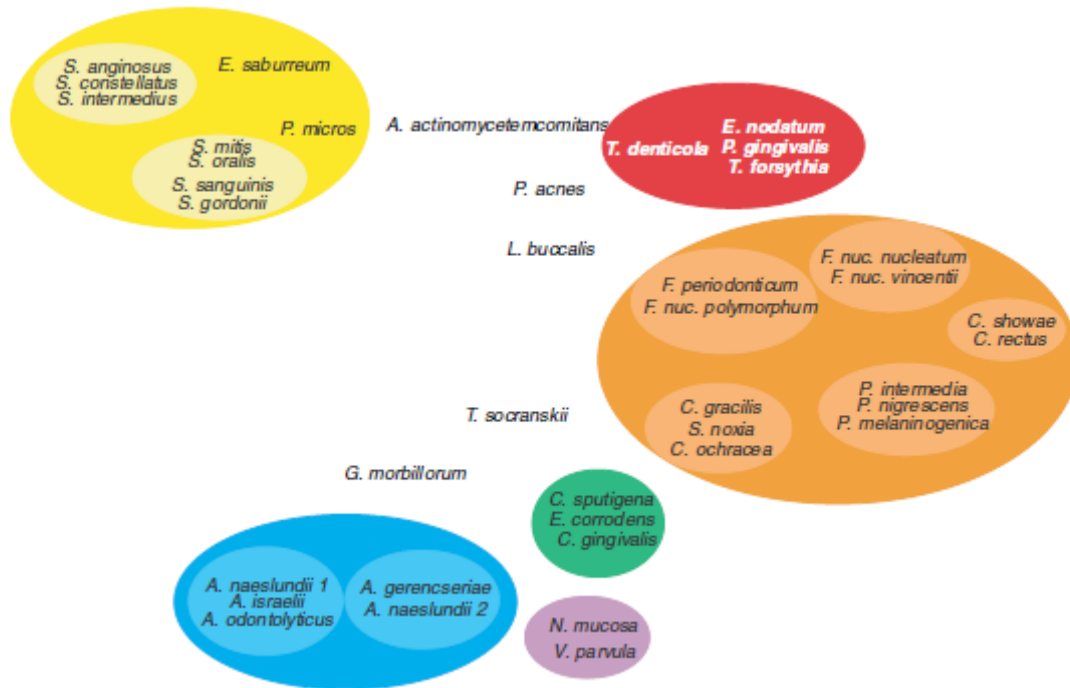 S. anginosus
S. constellatus
S. intermedius
E. saburreum
P. micros
S. mitis
S. oralis
S. sanguinis
S. gordonii
A. actinomycetemcomitans
P. acnes
L. buccalis
T. denticola
E. nodatum
P. gingivalis
T. forsythia
F. periodonticum
F. nuc. polymorphum
F. nuc. nucleatum
F. nuc. vincentii
C. showae
C. rectus
P. intermedia
P. nigrescens
P. melaninogenica
C. gracilis
S. noxia
C. ochracea
T. socranskii
G. morbillorum
C. sputigena
E. corrodens
C. gingivalis
A. naeslundii 1
A. israelii
A. odontolyticus
A. gerencseriae
A. naeslundii 2
N. mucosa
V. parvula